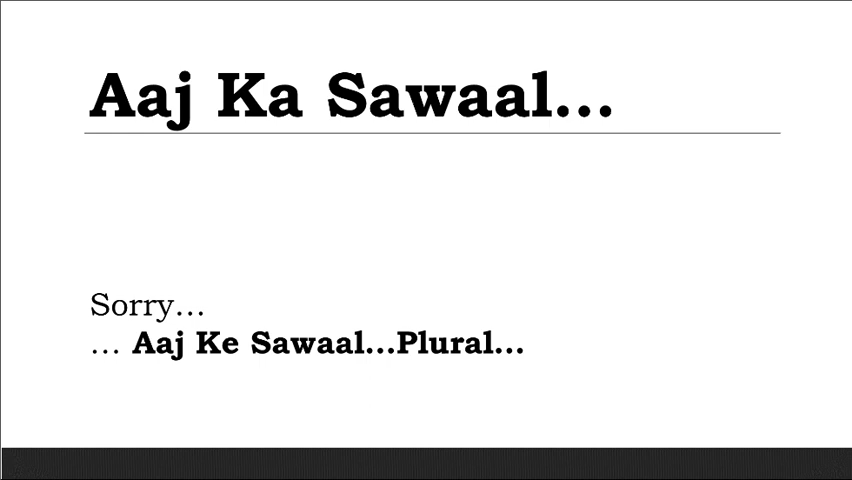 Aaj Ka Sawaal…
Sorry…
… Aaj Ke Sawaal…Plural…